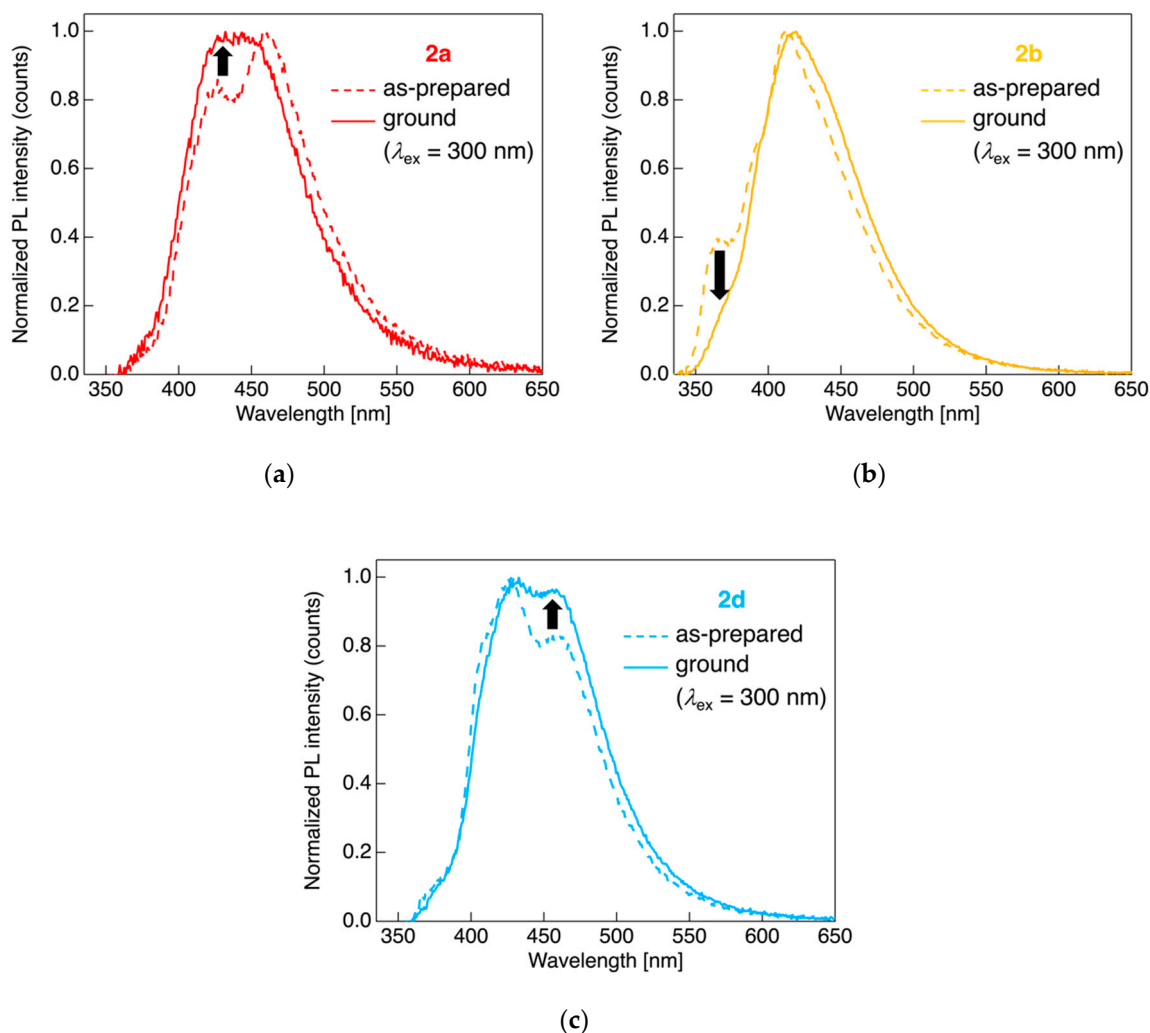 2a
as-prepared
ground
(λex = 300 nm)
Normalized PL intensity (counts)
1.0
0.8
0.6
0.4
0.2
0.0
350 400 450 500 550 600 650
Wavelength [nm]
(a)
2b
as-prepared
ground
(λex = 300 nm)
Normalized PL intensity (counts)
1.0
0.8
0.6
0.4
0.2
0.0
350 400 450 500 550 600 650
Wavelength [nm]
(b)
2d
as-prepared
ground
(λex = 300 nm)
Normalized PL intensity (counts)
1.0
0.8
0.6
0.4
0.2
0.0
350 400 450 500 550 600 650
Wavelength [nm]
(c)